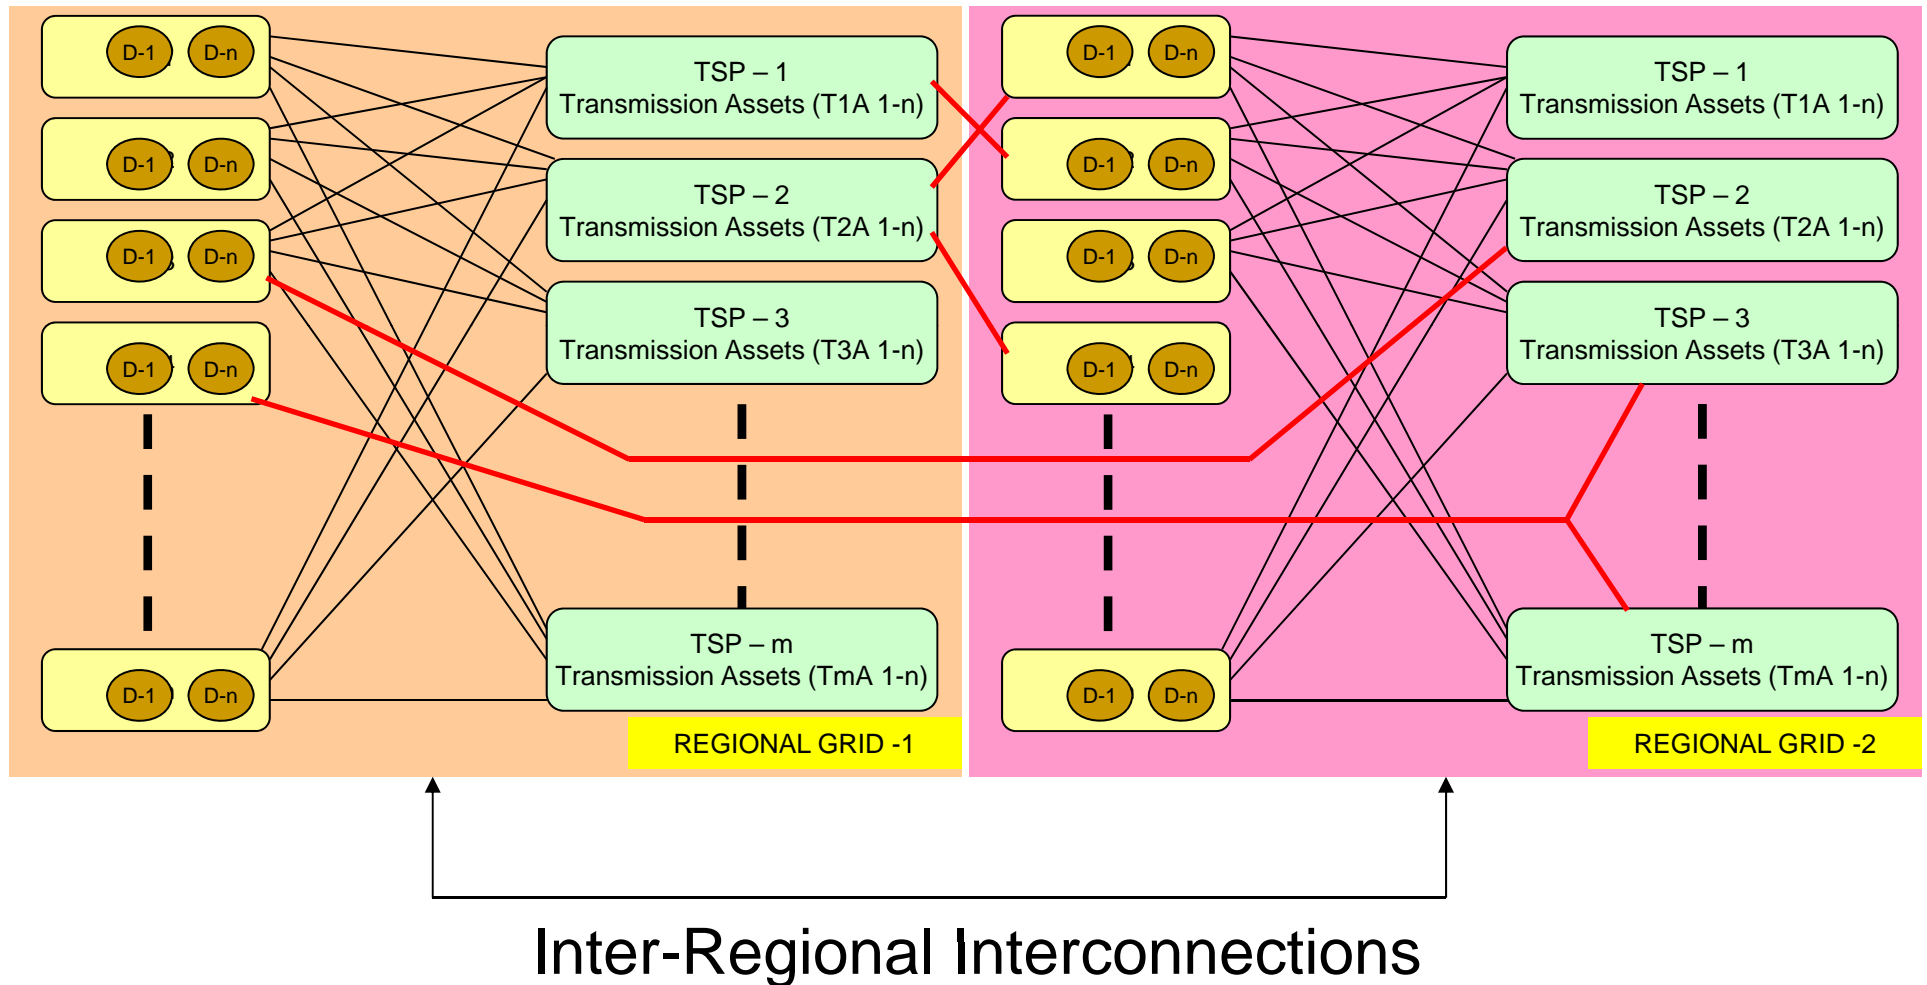 D-1 D-n
D-1 D-n
D-1 D-n
D-1 D-n
D-1 D-n
TSP – 1
Transmission Assets (T1A 1-n)
TSP – 2
Transmission Assets (T2A 1-n)
TSP – 3
Transmission Assets (T3A 1-n)
TSP – m
Transmission Assets (TmA 1-n)
REGIONAL GRID -1
D-1 D-n
D-1 D-n
D-1 D-n
D-1 D-n
D-1 D-n
TSP – 1
Transmission Assets (T1A 1-n)
TSP – 2
Transmission Assets (T2A 1-n)
TSP – 3
Transmission Assets (T3A 1-n)
TSP – m
Transmission Assets (TmA 1-n)
REGIONAL GRID -2
Inter-Regional Interconnections